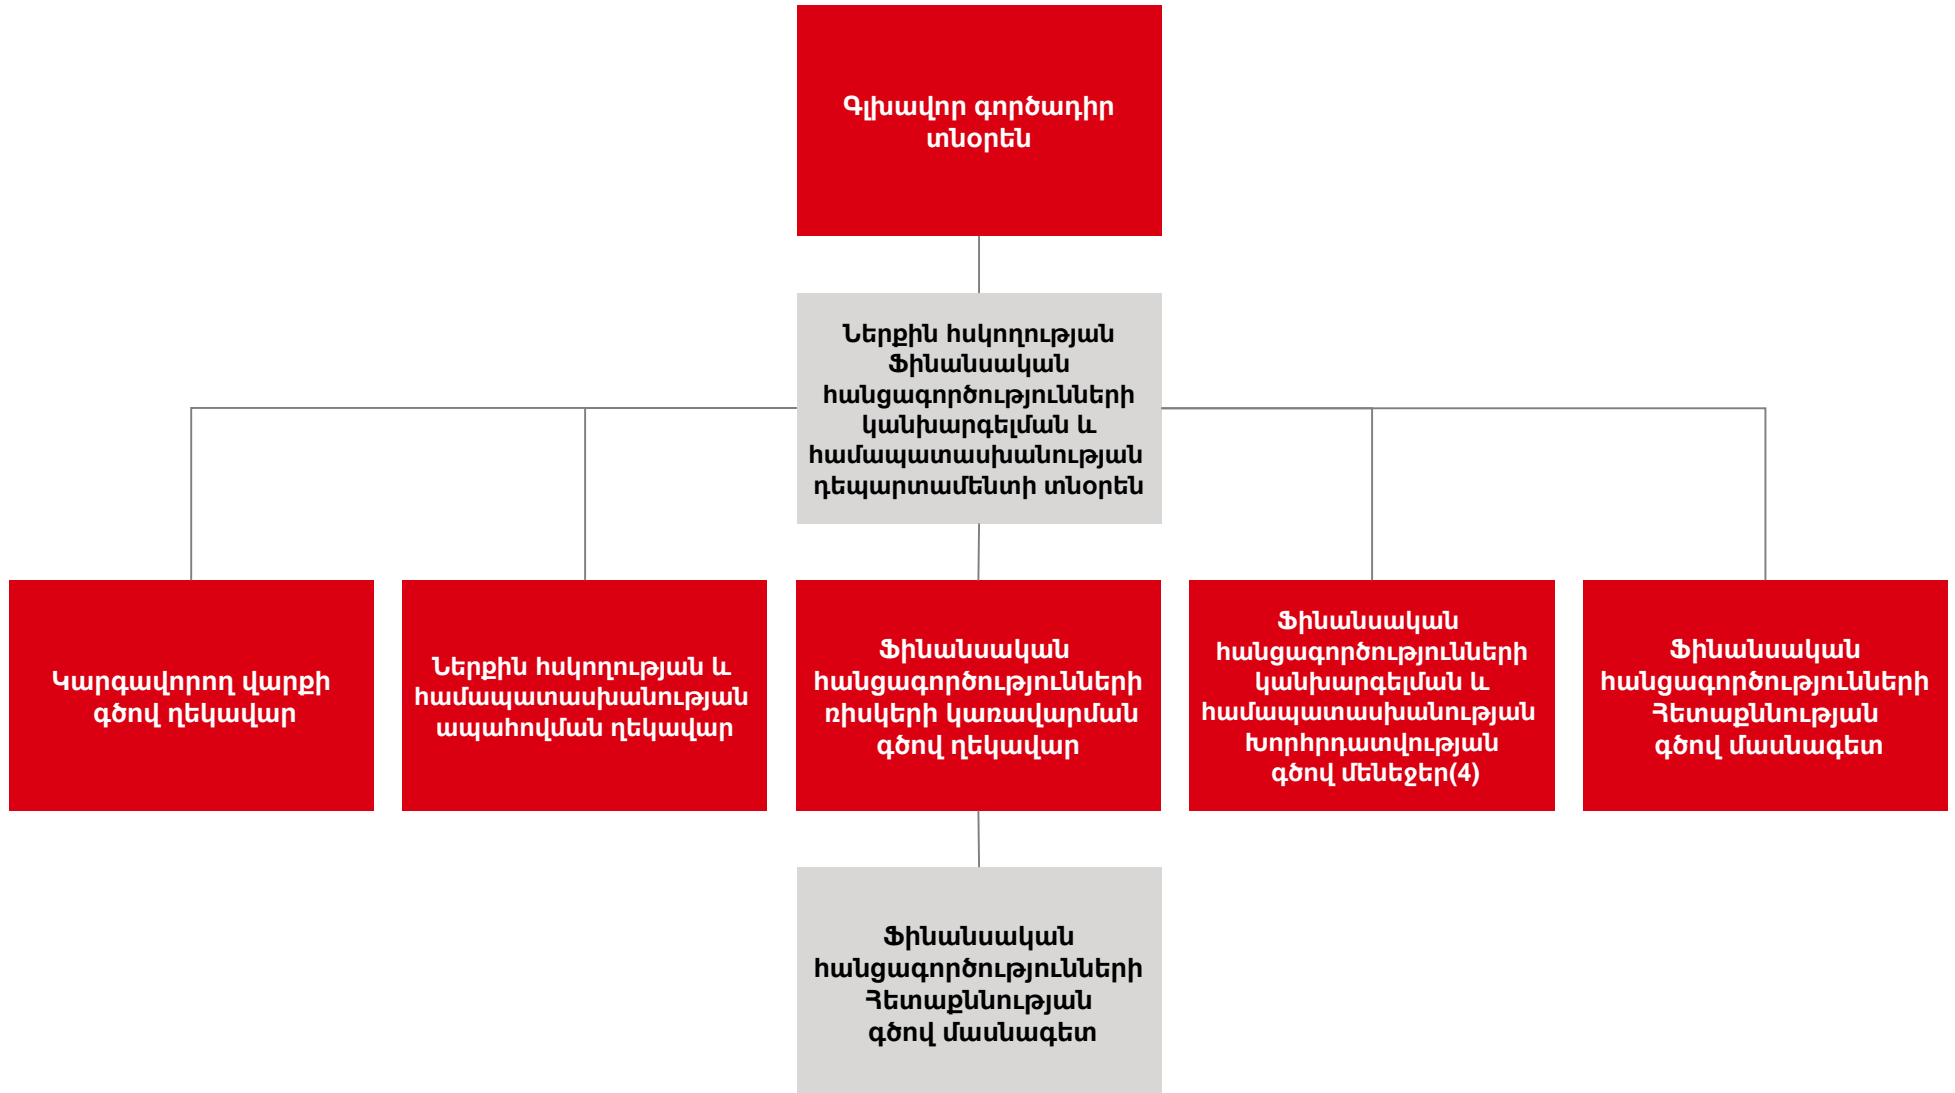 Գլխավոր գործադիր
տնօրեն
Ներքին հսկողության
Ֆինանսական
հանցագործությունների
կանխարգելման և
համապատասխանության
դեպարտամենտի տնօրեն
Կարգավորող վարքի
գծով ղեկավար
Ներքին հսկողության և
համապատասխանության
ապահովման ղեկավար
Ֆինանսական
հանցագործությունների
ռիսկերի կառավարման
գծով ղեկավար
Ֆինանսական
հանցագործությունների
կանխարգելման և
համապատասխանության
Խորհրդատվության
գծով մենեջեր(4)
Ֆինանսական
հանցագործությունների
Հետաքննության
գծով մասնագետ
Ֆինանսական
հանցագործությունների
Հետաքննության
գծով մասնագետ